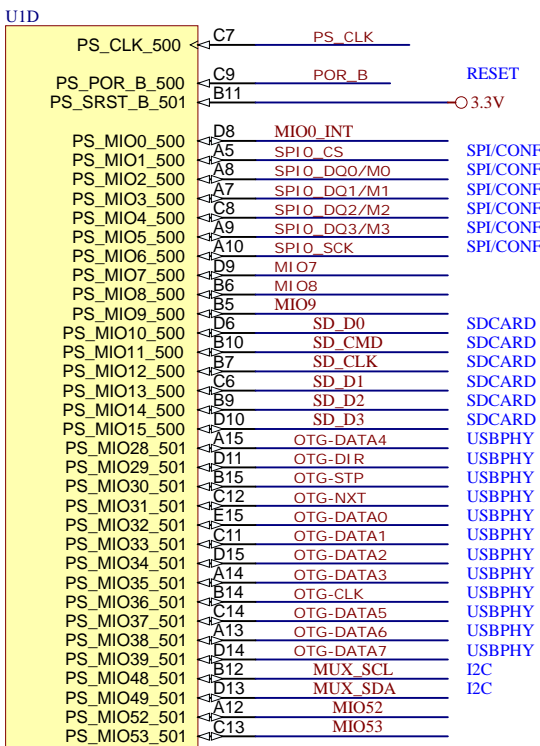 U1D
PS_CLK_500 C7 PS_CLK
PS_POR_B_500 C9 POR_B RESET
PS_SRST_B_501 B11 3.3V
PS_MIO0_500 D8 MIO0_INT
PS_MIO1_500 A5 SPI0_CS SPI/CONF
PS_MIO2_500 A8 SPI0_DQ0/M0 SPI/CONF
PS_MIO3_500 A7 SPI0_DQ1/M1 SPI/CONF
PS_MIO4_500 C8 SPI0_DQ2/M2 SPI/CONF
PS_MIO5_500 A9 SPI0_DQ3/M3 SPI/CONF
PS_MIO6_500 A10 SPI0_SCK SPI/CONF
PS_MIO7_500 D9 MIO7
PS_MIO8_500 B6 MIO8
PS_MIO9_500 B5 MIO9
PS_MIO10_500 D6 SD_D0 SDCARD
PS_MIO11_500 B10 SD_CMD SDCARD
PS_MIO12_500 B7 SD_CLK SDCARD
PS_MIO13_500 C6 SD_D1 SDCARD
PS_MIO14_500 B9 SD_D2 SDCARD
PS_MIO15_500 D10 SD_D3 SDCARD
PS_MIO28_501 A15 OTG-DATA4 USBPHY
PS_MIO29_501 D11 OTG-DIR USBPHY
PS_MIO30_501 B15 OTG-STP USBPHY
PS_MIO31_501 C12 OTG-NXT USBPHY
PS_MIO32_501 E15 OTG-DATA0 USBPHY
PS_MIO33_501 C11 OTG-DATA1 USBPHY
PS_MIO34_501 D15 OTG-DATA2 USBPHY
PS_MIO35_501 A14 OTG-DATA3 USBPHY
PS_MIO36_501 B14 OTG-CLK USBPHY
PS_MIO37_501 C14 OTG-DATA5 USBPHY
PS_MIO38_501 A13 OTG-DATA6 USBPHY
PS_MIO39_501 D14 OTG-DATA7 USBPHY
PS_MIO48_501 B12 MUX_SCL I2C
PS_MIO49_501 D13 MUX_SDA I2C
PS_MIO52_501 A12 MIO52
PS_MIO53_501 C13 MIO53